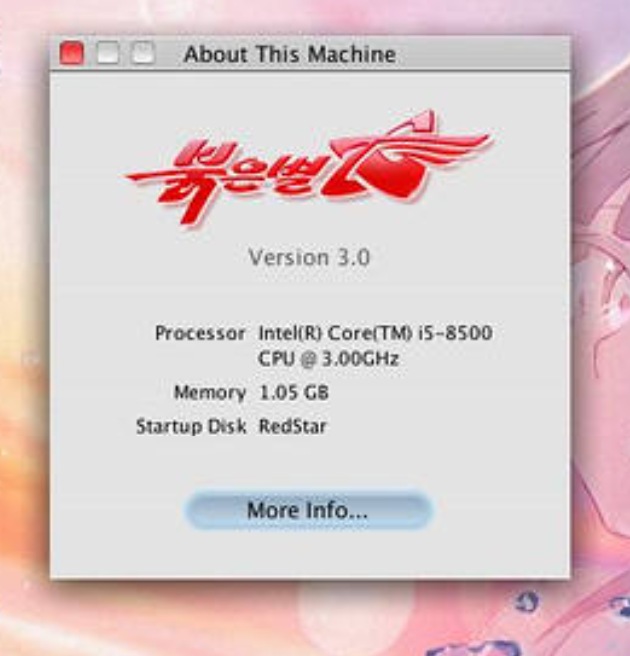 About This Machine
붉은별
Version 3.0
Processor Intel(R) Core(TM) i5-8500
CPU @ 3.00GHz
Memory 1.05 GB
Startup Disk RedStar
More Info...